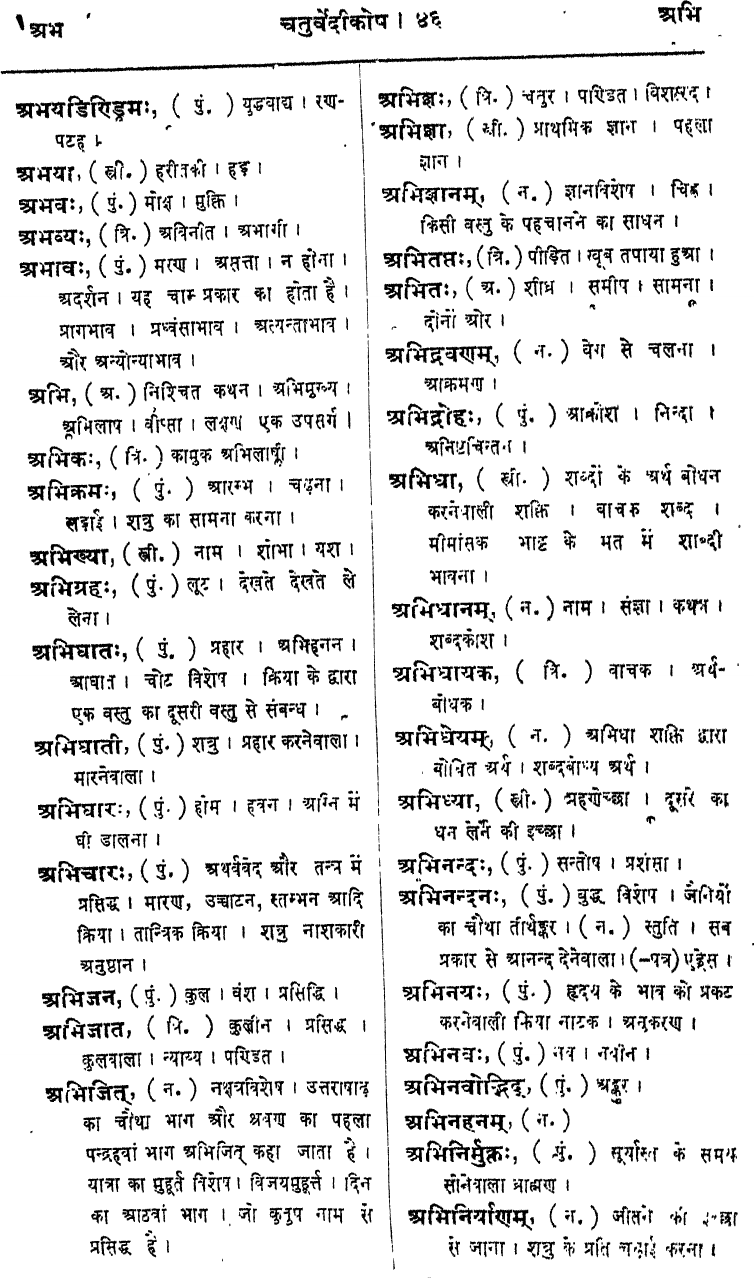 अभ
चतुर्वेदीकोष । ४६
अभि
अभयडिण्डिमः, ( पुं. ) युद्धवाद्य । रण-
पटह ।
अभया, ( स्त्री. ) हरीतकी । हड़ ।
अभवः, ( पुं. ) मोक्ष । मुक्ति ।
अभव्यः, ( त्रि. ) अविनीत । अभागी ।
अभावः, ( पुं. ) मरण । असत्ता । न होना ।
अदर्शन । यह चार प्रकार का होता है ।
प्रागभाव । प्रध्वंसाभाव । अत्यन्ताभाव ।
और अन्योन्याभाव ।
अभि, ( अ. ) निश्चित कथन । अभिमुख्य ।
अभिलाष । वीप्सा । लक्षण एक उपसर्ग ।
अभिकः, ( त्रि. ) कामुक अभिलाषी ।
अभिक्रमः, ( पुं. ) आरम्भ । चढ़ना ।
लड़ाई । शत्रु का सामना करना ।
अभिख्या, ( स्त्री. ) नाम । शोभा । यश ।
अभिग्रहः, ( पुं. ) लूट । देखते देखते ले
लेना ।
अभिघातः, ( पुं. ) प्रहार । अभिहनन ।
आघात । चोट विशेष । क्रिया के द्वारा
एक वस्तु का दूसरी वस्तु से संबन्ध ।
अभिघाती, ( पुं. ) शत्रु । प्रहार करनेवाला ।
मारनेवाला ।
अभिघारः, ( पुं. ) होम । हवन । अग्नि में
घी डालना ।
अभिचारः, ( पुं. ) अथर्ववेद और तन्त्र में
प्रसिद्ध । मारण, उच्चाटन, स्तम्भन आदि
क्रिया । तान्त्रिक क्रिया । शत्रु नाशकारी
अनुष्ठान ।
अभिजन, ( पुं. ) कुल । वंश । प्रसिद्धि ।
अभिजात, ( त्रि. ) कुलीन । प्रसिद्ध ।
कुलवाला । न्याय्य । पण्डित ।
अभिजित्, ( न. ) नक्षत्रविशेष । उत्तराषाढ़
का चौथा भाग और श्रवण का पहला
पन्द्रहवां भाग अभिजित् कहा जाता है ।
यात्रा का मुहूर्त विशेष । विजयमुहूर्त्त । दिन
का आठवां भाग । जो कुतुप नाम से
प्रसिद्ध है ।
अभिज्ञः, ( त्रि. ) चतुर । पण्डित । विशारद ।
अभिज्ञा, ( स्त्री. ) प्राथमिक ज्ञान । पहला
ज्ञान ।
अभिज्ञानम्, ( न. ) ज्ञानविशेष । चिह्न ।
किसी वस्तु के पहचानने का साधन ।
अभितप्तः, (त्रि.) पीड़ित । खूब तपाया हुआ ।
अभितः, ( अ. ) शीघ्र । समीप । सामना ।
दोनों ओर ।
अभिद्रवणम्, ( न. ) वेग से चलना ।
आक्रमण ।
अभिद्रोहः, ( पुं. ) आक्रोश । निन्दा ।
अनिष्टचिन्तन ।
अभिधा, ( स्त्री. ) शब्दों के अर्थ बोधन
करनेवाली शक्ति । वाचक शब्द ।
मीमांसक भाट्ट के मत में शाब्दी
भावना ।
अभिधानम्, ( न. ) नाम । संज्ञा । कथन ।
शब्दकोश ।
अभिधायक, ( त्रि. ) वाचक । अर्थ-
बोधक ।
अभिधेयम्, ( न. ) अभिधा शक्ति द्वारा
बोधित अर्थ । शब्दबोध्य अर्थ ।
अभिध्या, ( स्त्री. ) ग्रहणेच्छा । दूसरे का
धन लेने की इच्छा ।
अभिनन्दः, ( पुं. ) सन्तोष । प्रशंसा ।
अभिनन्दनः, ( पुं. ) बुद्ध विशेष । जैनियों
का चौथा तीर्थङ्कर । ( न. ) स्तुति । सब
प्रकार से आनन्द देनेवाला । (-पत्र) एड्रेस ।
अभिनयः, ( पुं. ) हृदय के भाव को प्रकट
करनेवाली क्रिया नाटक । अनुकरण ।
अभिनवः, ( पुं. ) नव । नवीन ।
अभिनवोद्भिद्, ( पुं. ) अङ्कुर ।
अभिनहनम्, ( न. )
अभिनिर्मुक्तः, ( पुं. ) सूर्यास्त के समय
सोनेवाला ब्राह्मण ।
अभिनिर्याणम्, ( न. ) जीतने की इच्छा
से जाना । शत्रु के प्रति चढ़ाई करना ।